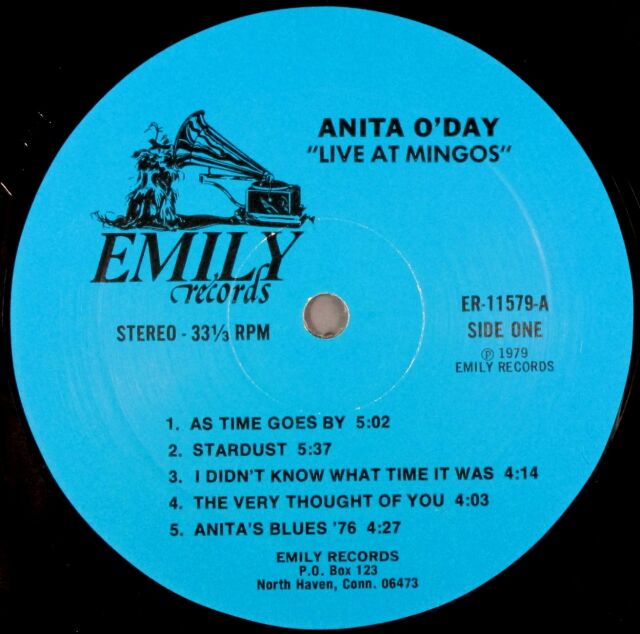 ANITA O'DAY
"LIVE AT MINGOS"
EMILY
records
STEREO - 33⅓ RPM
ER-11579-A
SIDE ONE
℗ 1979
EMILY RECORDS
1. AS TIME GOES BY 5:02
2. STARDUST 5:37
3. I DIDN'T KNOW WHAT TIME IT WAS 4:14
4. THE VERY THOUGHT OF YOU 4:03
5. ANITA'S BLUES '76 4:27
EMILY RECORDS
P.O. Box 123
North Haven, Conn. 06473